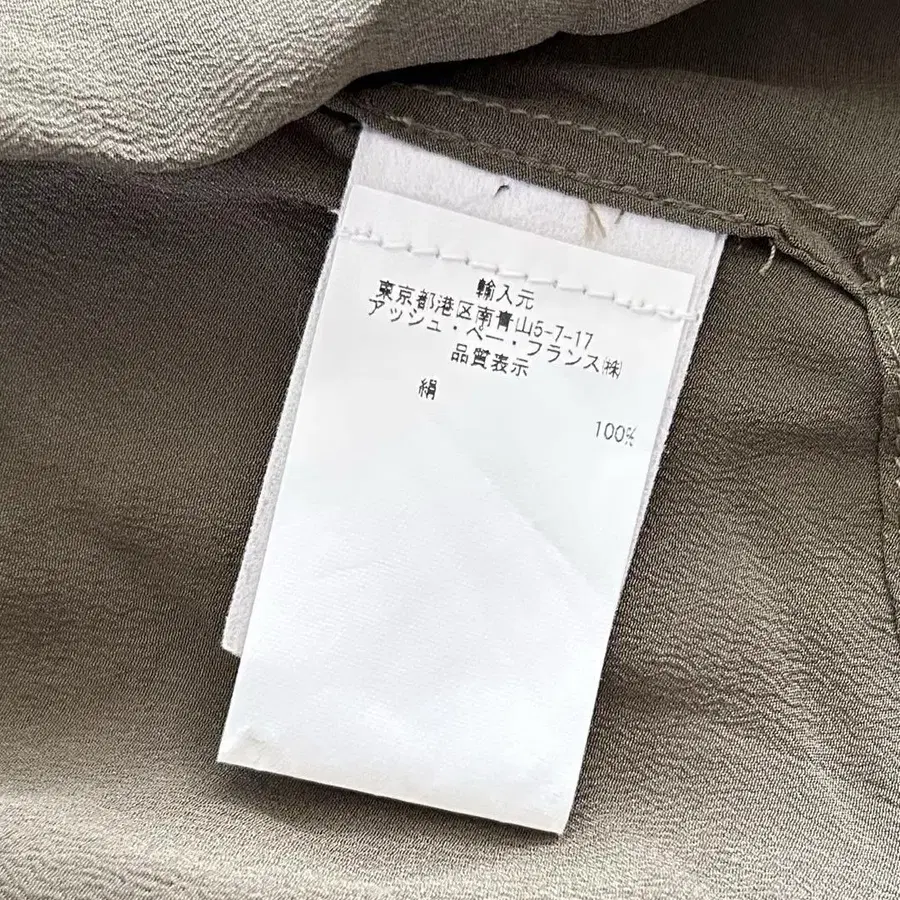 輸入元
東京都港区南青山5-7-17
アッシュ・ペー・フランス㈱
品質表示
絹
100%